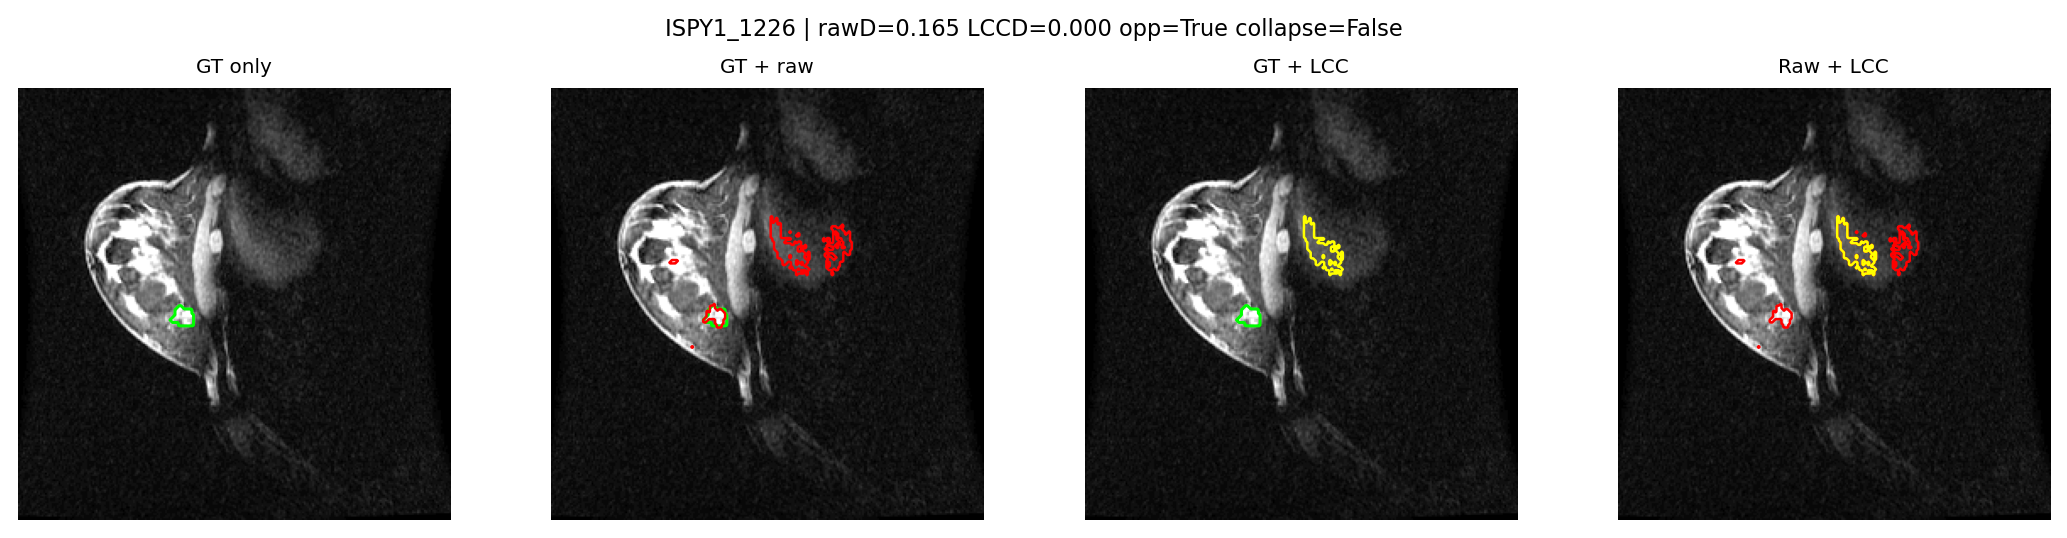 ISPY1_1226 | rawD=0.165 LCCD=0.000 opp=True collapse=False
GT only
GT + raw
GT + LCC
Raw + LCC